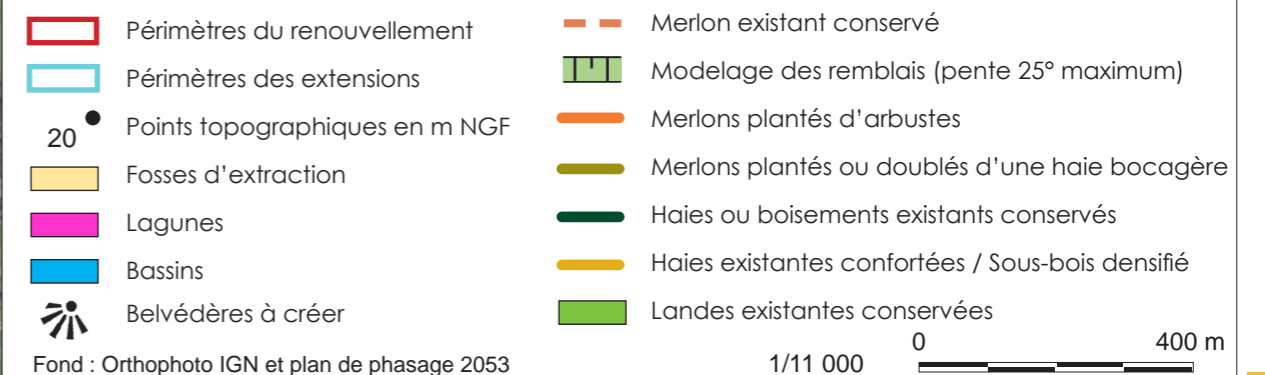 Périmètres du renouvellement
Périmètres des extensions
20
Points topographiques en m NGF
Fosses d'extraction
Lagunes
Bassins
Belvédères à créer
Merlon existant conservé
Modelage des remblais (pente 25° maximum)
Merlons plantés d'arbustes
Merlons plantés ou doublés d'une haie bocagère
Haies ou boisements existants conservés
Haies existantes confortées / Sous-bois densifié
Landes existantes conservées
Fond : Orthophoto IGN et plan de phasage 2053
1/11 000
0
400 m